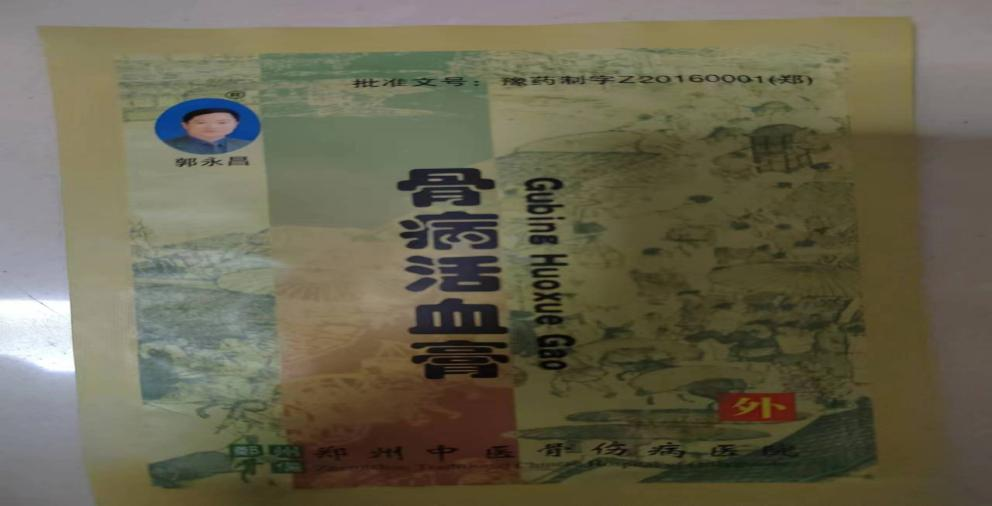 批准文号：豫药制字Z20160001(郑)
®
郭永昌
骨病活血膏
Gubing Huoxue Gao
外
郑州中医骨伤病医院